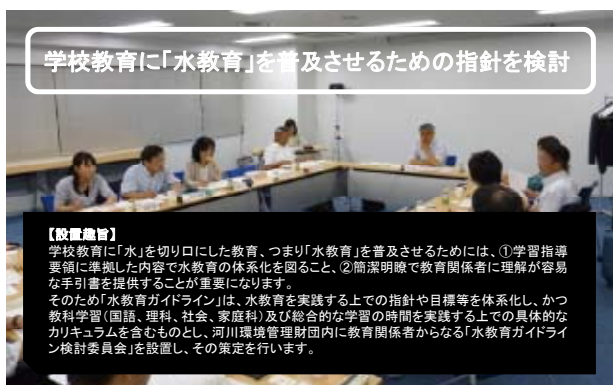 学校教育に「水教育」を普及させるための指針を検討
【設置趣旨】
学校教育に「水」を切り口にした教育、つまり「水教育」を普及させるためには、①学習指導
要領に準拠した内容で水教育の体系化を図ること、②簡潔明瞭で教育関係者に理解が容易
な手引書を提供することが重要になります。
そのため「水教育ガイドライン」は、水教育を実践する上での指針や目標等を体系化し、かつ
教科学習(国語、理科、社会、家庭科)及び総合的な学習の時間を実践する上での具体的な
カリキュラムを含むものとし、河川環境管理財団内に教育関係者からなる「水教育ガイドライ
ン検討委員会」を設置し、その策定を行います。